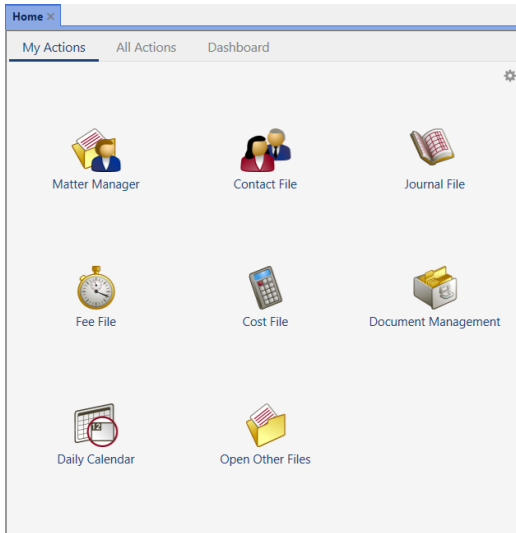 Home
My Actions All Actions Dashboard
Matter Manager Contact File Journal File
Fee File Cost File Document Management
12
Daily Calendar Open Other Files